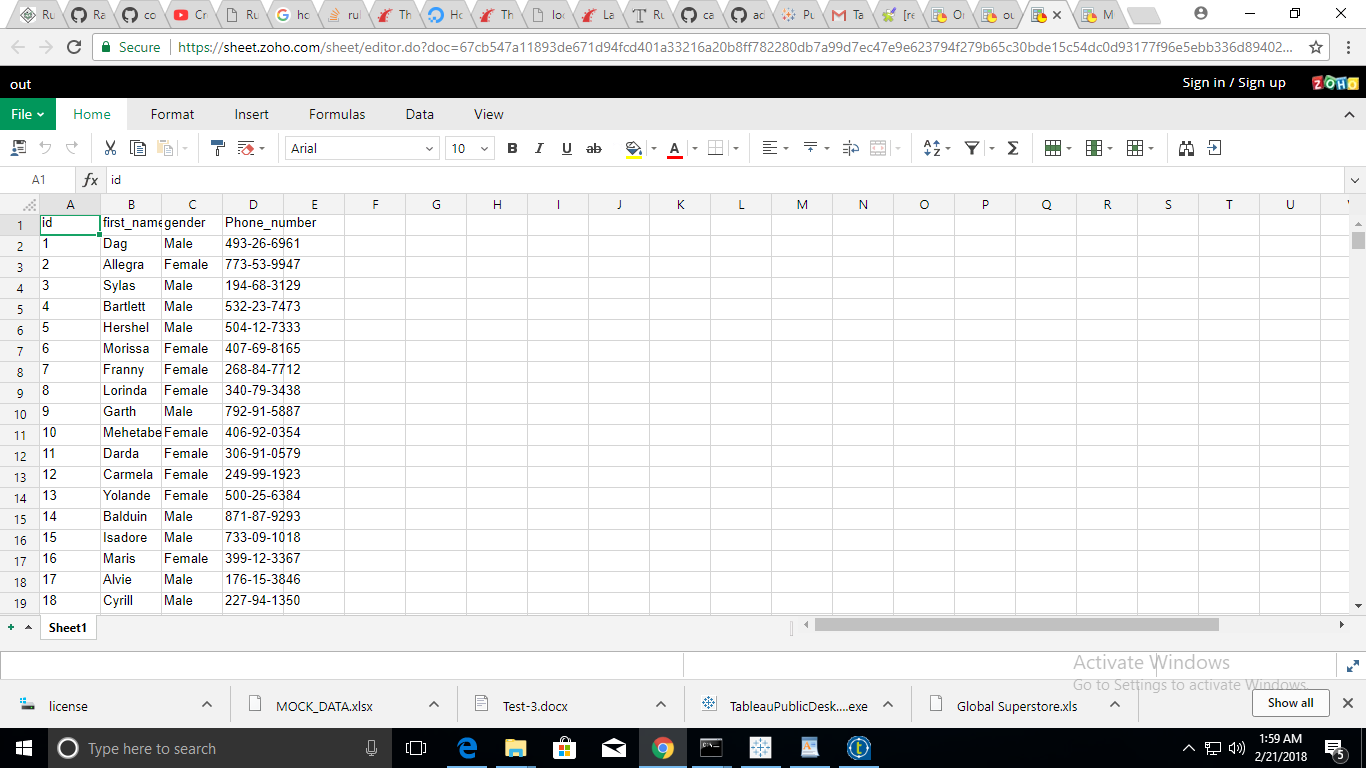 Ru Ra co Cr Ru ho rul Th Ho Th loc La Ru ca ad Pu Ta [re Or ou M
Secure https://sheet.zoho.com/sheet/editor.do?doc=67cb547a11893de671d94fcd401a33216a20b8ff782280db7a99d7ec47e9e623794f279b65c30bde15c54dc0d93177f96e5ebb336d89402...
out Sign in / Sign up ZOHO
File Home Format Insert Formulas Data View
Arial 10 B I U ab A
A1 fx id
A B C D E F G H I J K L M N O P Q R S T U
1 id first_name gender Phone_number
2 1 Dag Male 493-26-6961
3 2 Allegra Female 773-53-9947
4 3 Sylas Male 194-68-3129
5 4 Bartlett Male 532-23-7473
6 5 Hershel Male 504-12-7333
7 6 Morissa Female 407-69-8165
8 7 Franny Female 268-84-7712
9 8 Lorinda Female 340-79-3438
10 9 Garth Male 792-91-5887
11 10 Mehetabe Female 406-92-0354
12 11 Darda Female 306-91-0579
13 12 Carmela Female 249-99-1923
14 13 Yolande Female 500-25-6384
15 14 Balduin Male 871-87-9293
16 15 Isadore Male 733-09-1018
17 16 Maris Female 399-12-3367
18 17 Alvie Male 176-15-3846
19 18 Cyrill Male 227-94-1350
Sheet1
Activate Windows
Go to Settings to activate Windows.
license MOCK_DATA.xlsx Test-3.docx TableauPublicDesk....exe Global Superstore.xls Show all
Type here to search
1:59 AM
2/21/2018
5